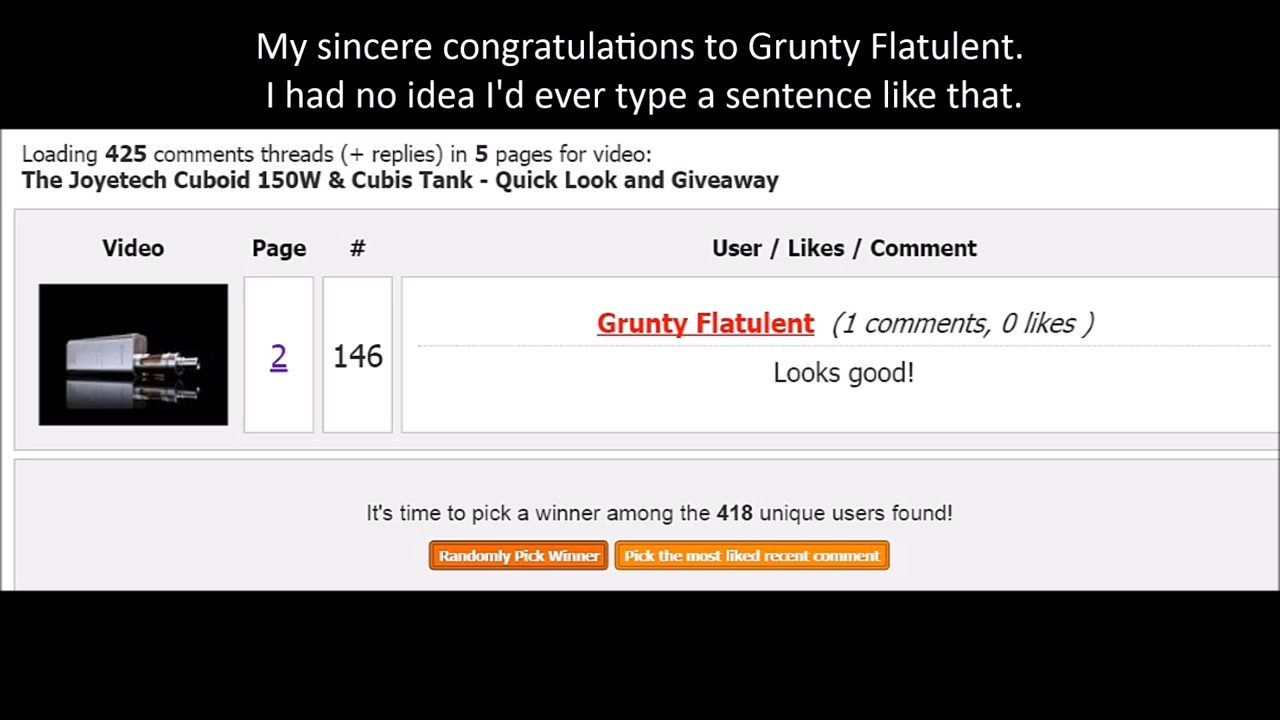 My sincere congratulations to Grunty Flatulent.
I had no idea I'd ever type a sentence like that.
Loading 425 comments threads (+ replies) in 5 pages for video:
The Joyetech Cuboid 150W & Cubis Tank - Quick Look and Giveaway
Video Page # User / Likes / Comment
Grunty Flatulent (1 comments, 0 likes )
2 146
Looks good!
It's time to pick a winner among the 418 unique users found!
Randomly Pick Winner Pick the most liked recent comment